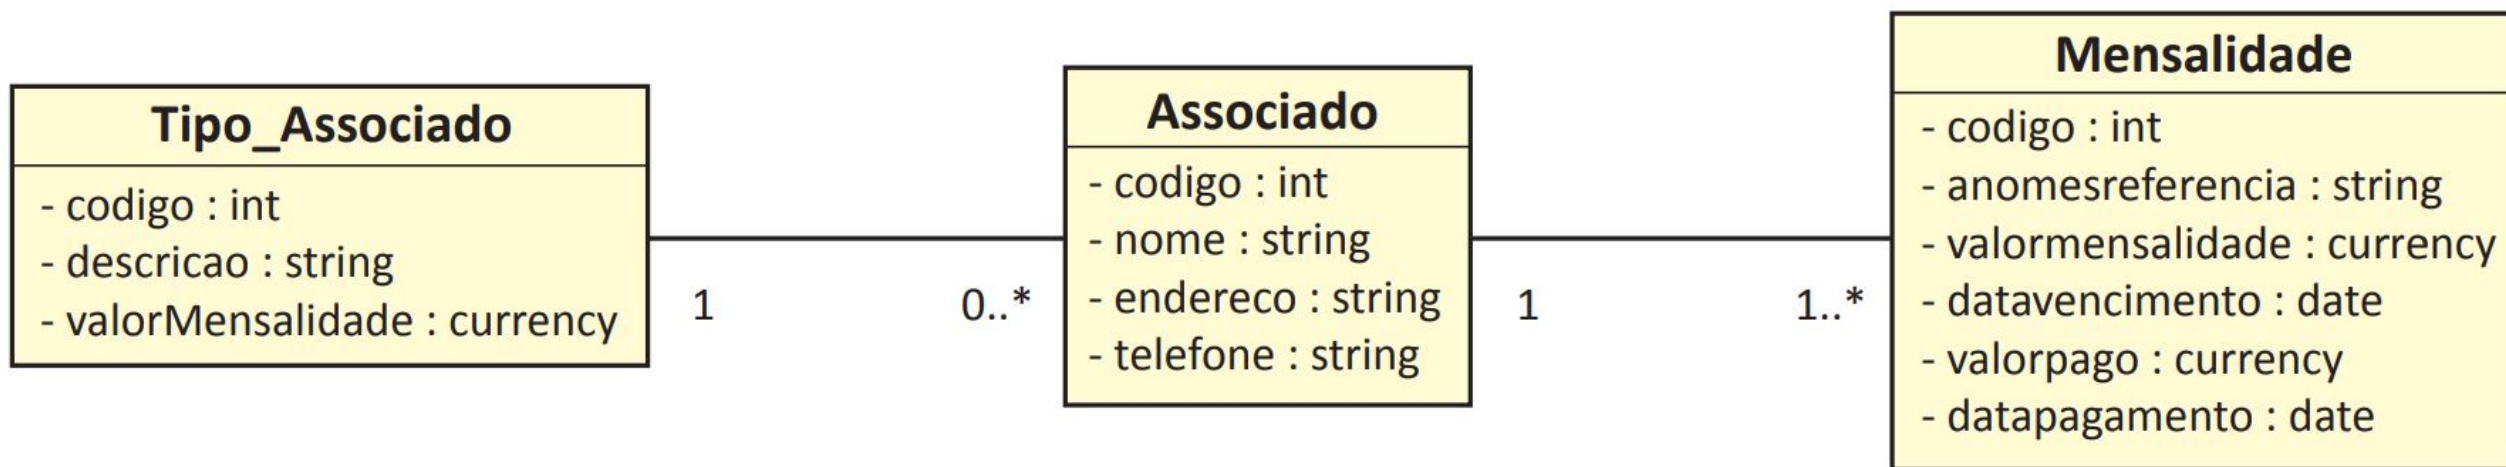 Tipo_Associado
- codigo : int
- descricao : string
- valorMensalidade : currency
1
0..*
Associado
- codigo : int
- nome : string
- endereco : string
- telefone : string
1
1..*
Mensalidade
- codigo : int
- anomesreferencia : string
- valormensalidade : currency
- datavencimento : date
- valorpago : currency
- datapagamento : date